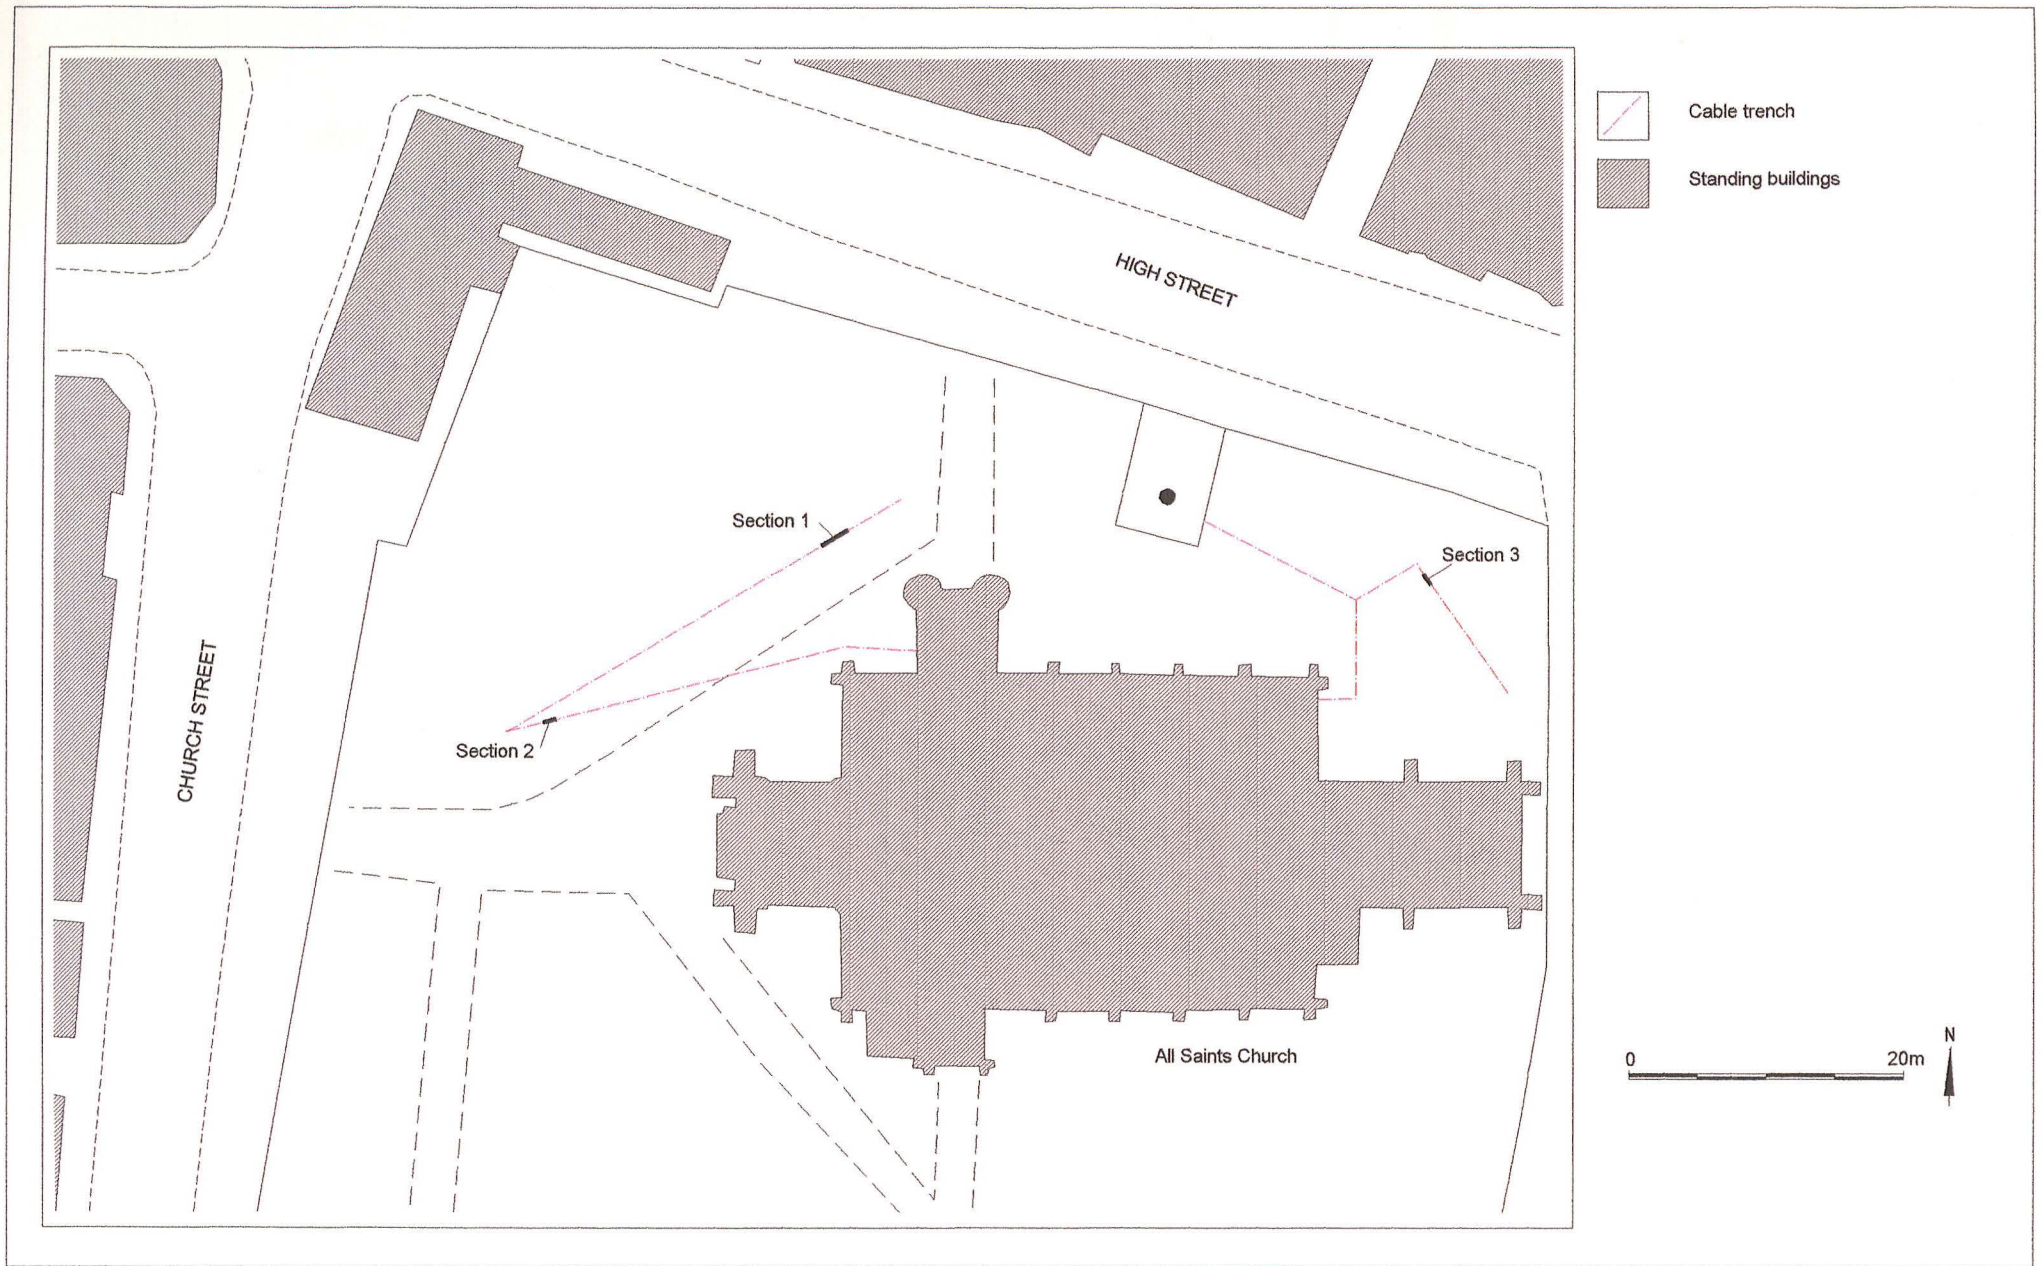 Cable trench
Standing buildings
HIGH STREET
Section 1
Section 3
CHURCH STREET
Section 2
All Saints Church
N
0 20m